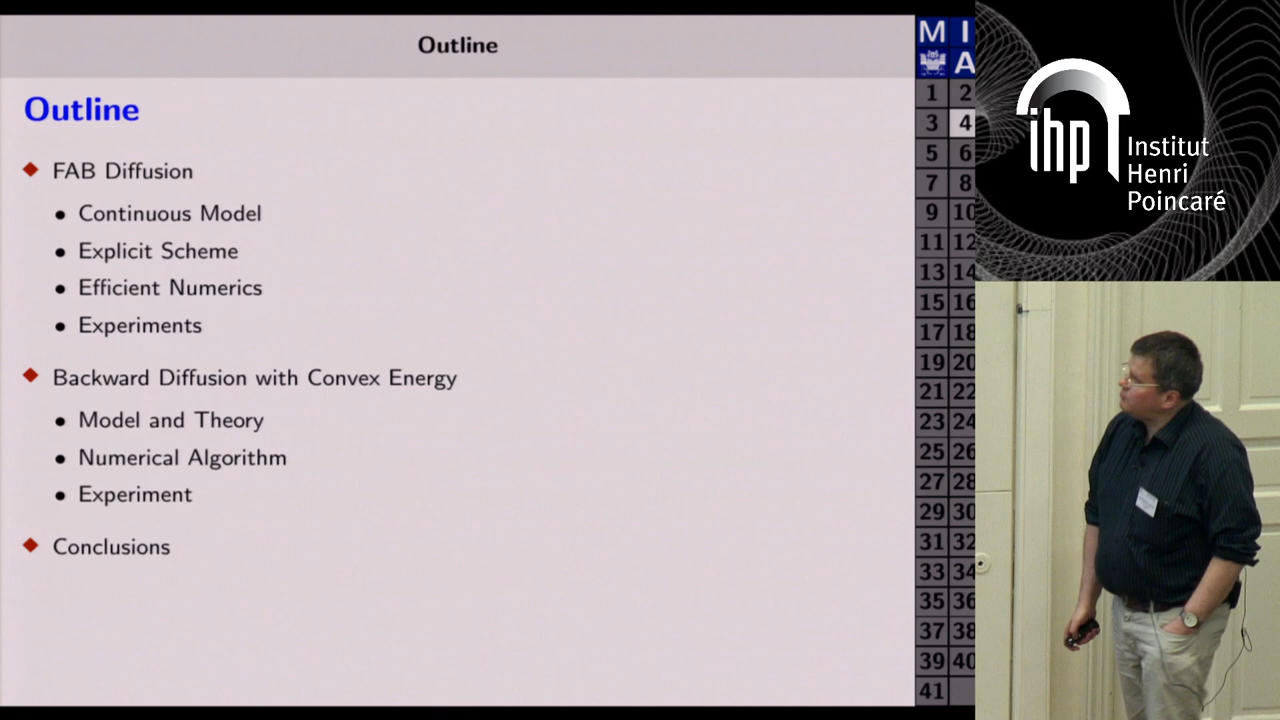 Outline
Outline
FAB Diffusion
Continuous Model
Explicit Scheme
Efficient Numerics
Experiments
Backward Diffusion with Convex Energy
Model and Theory
Numerical Algorithm
Experiment
Conclusions
M I
A
1 2
3 4
5 6
7 8
9 10
11 12
13 14
15 16
17 18
19 20
21 22
23 24
25 26
27 28
29 30
31 32
33 34
35 36
37 38
39 40
41
ihp Institut
Henri
Poincaré